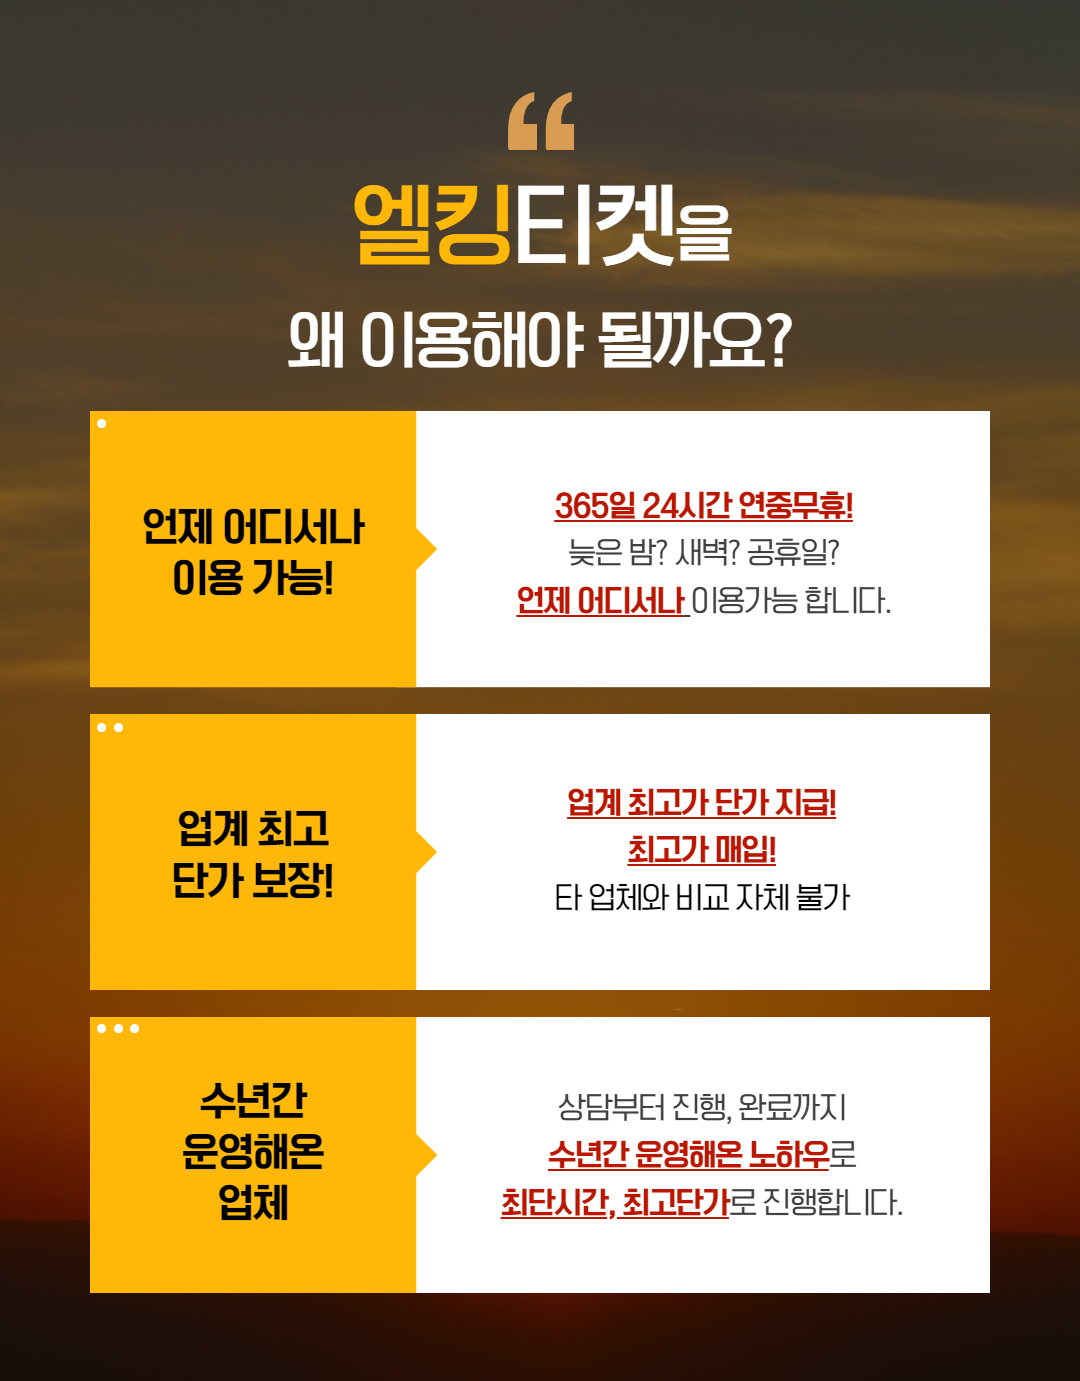 “
엘킹티켓을
왜 이용해야 될까요?
언제 어디서나
이용 가능!
365일 24시간 연중무휴!
늦은 밤? 새벽? 공휴일?
언제 어디서나 이용가능 합니다.
업계 최고
단가 보장!
업계 최고가 단가 지급!
최고가 매입!
타 업체와 비교 자체 불가
수년간
운영해온
업체
상담부터 진행, 완료까지
수년간 운영해온 노하우로
최단시간, 최고단가로 진행합니다.